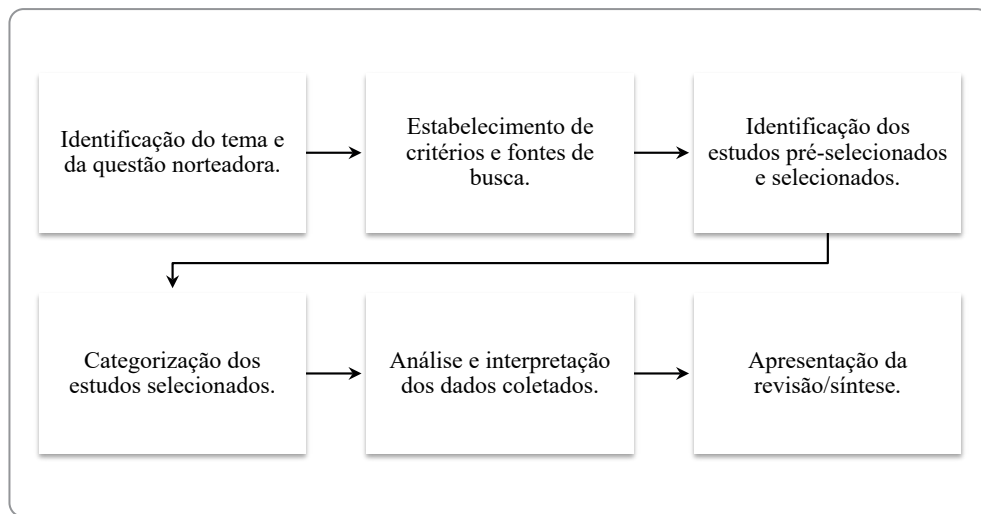 Identificação do tema e
da questão norteadora.
Estabelecimento de
critérios e fontes de
busca.
Identificação dos
estudos pré-selecionados
e selecionados.
Categorização dos
estudos selecionados.
Análise e interpretação
dos dados coletados.
Apresentação da
revisão/síntese.